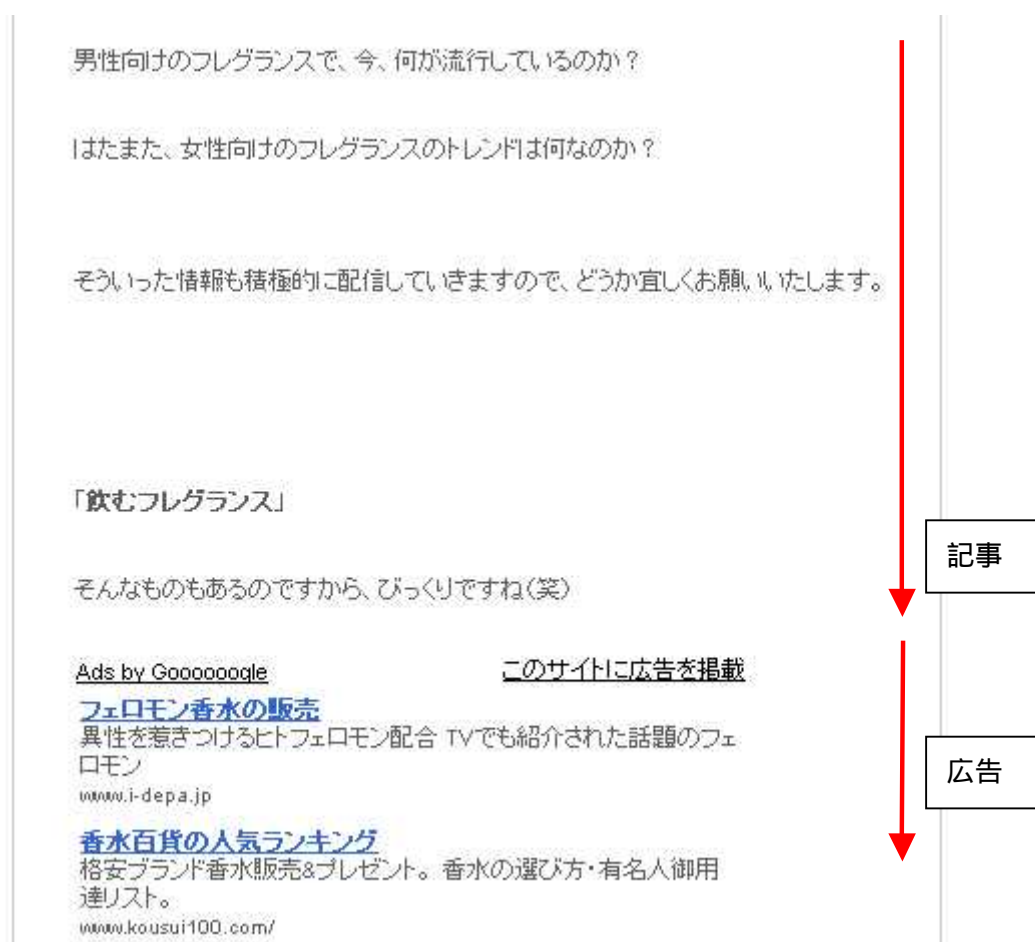 男性向けのフレグランスで、今、何が流行しているのか？
はたまた、女性向けのフレグランスのトレンドは何なのか？
そういった情報も積極的に配信していきますので、どうか宜しくお願いいたします。
「飲むフレグランス」
記事
そんなものもあるのですから、びっくりですね（笑）
Ads by Goooooogle
このサイトに広告を掲載
フェロモン香水の販売
異性を惹きつけるヒトフェロモン配合 TVでも紹介された話題のフェ
ロモン
広告
www.i-depa.jp
香水百貨の人気ランキング
格安ブランド香水販売&プレゼント。香水の選び方・有名人御用
達リスト。
www.kousui100.com/